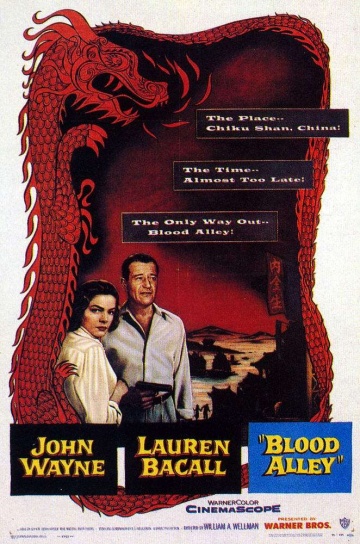 The Place--
Chiku Shan, China!
The Time--
Almost Too Late!
The Only Way Out--
Blood Alley!
JOHN WAYNE
LAUREN BACALL
"BLOOD ALLEY"
WARNERCOLOR
CINEMASCOPE
WILLIAM A. WELLMAN
PRESENTED BY
WARNER BROS.